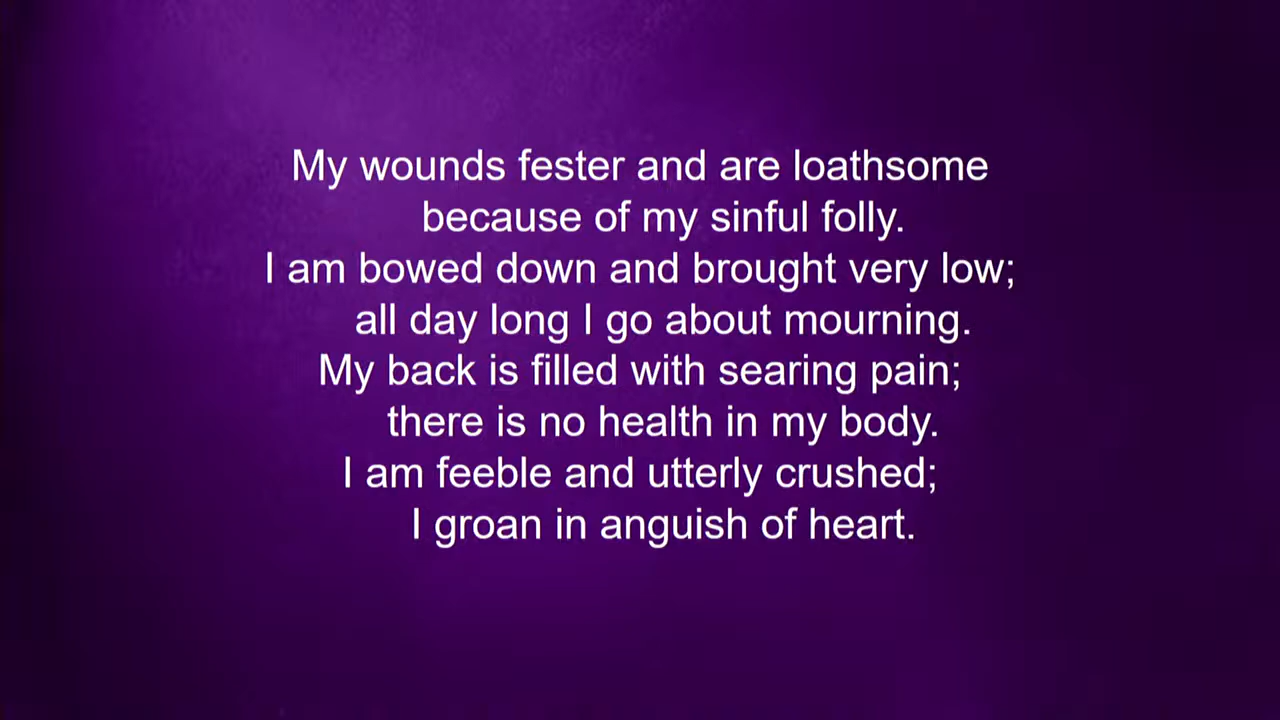 My wounds fester and are loathsome
because of my sinful folly.
I am bowed down and brought very low;
all day long I go about mourning.
My back is filled with searing pain;
there is no health in my body.
I am feeble and utterly crushed;
I groan in anguish of heart.